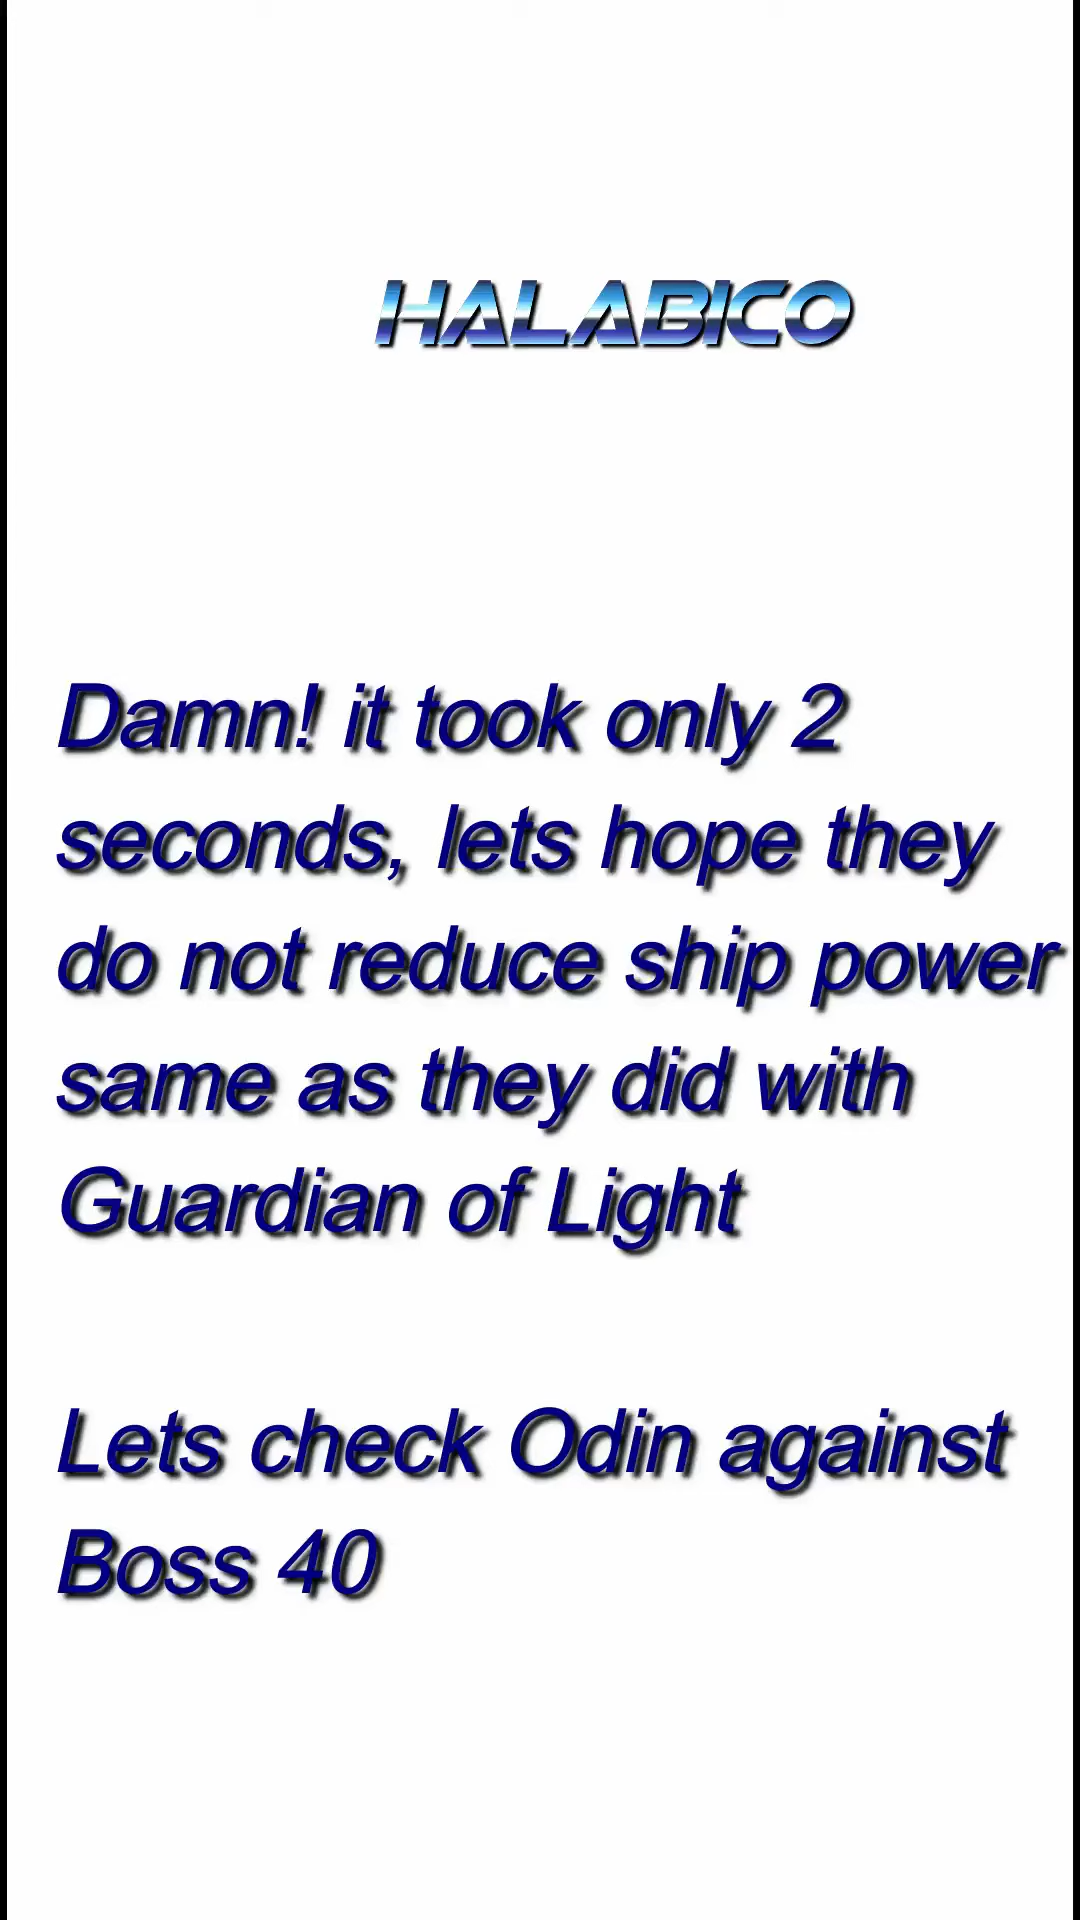 HALABICO
Damn! it took only 2
seconds, lets hope they
do not reduce ship power
same as they did with
Guardian of Light
Lets check Odin against
Boss 40